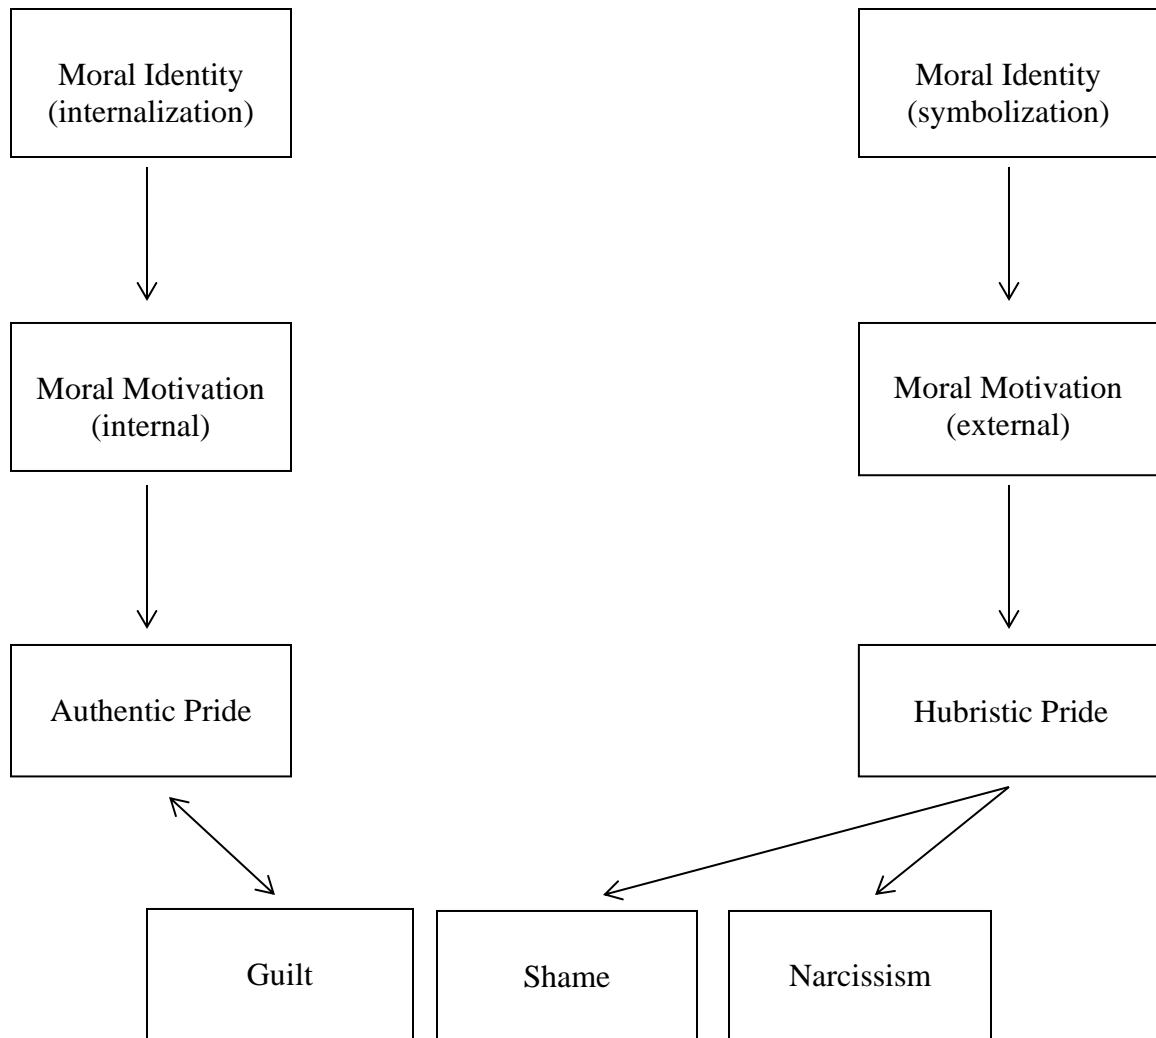 Moral Identity
(internalization)
Moral Identity
(symbolization)
Moral Motivation
(internal)
Moral Motivation
(external)
Authentic Pride
Hubristic Pride
Guilt
Shame
Narcissism